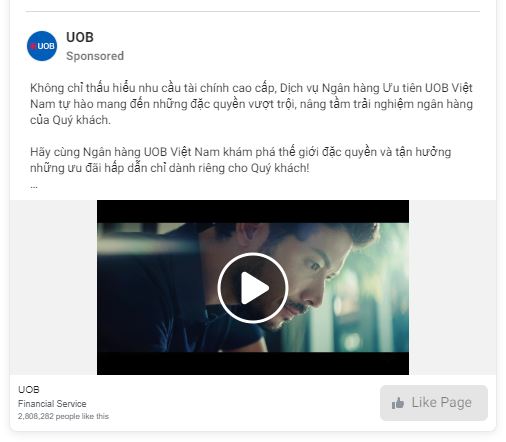 UOB
UOB
Sponsored
Không chỉ thấu hiểu nhu cầu tài chính cao cấp, Dịch vụ Ngân hàng Ưu tiên UOB Việt
Nam tự hào mang đến những đặc quyền vượt trội, nâng tầm trải nghiệm ngân hàng
của Quý khách.
Hãy cùng Ngân hàng UOB Việt Nam khám phá thế giới đặc quyền và tận hưởng
những ưu đãi hấp dẫn chỉ dành riêng cho Quý khách!
...
UOB
Financial Service
2,808,282 people like this
Like Page